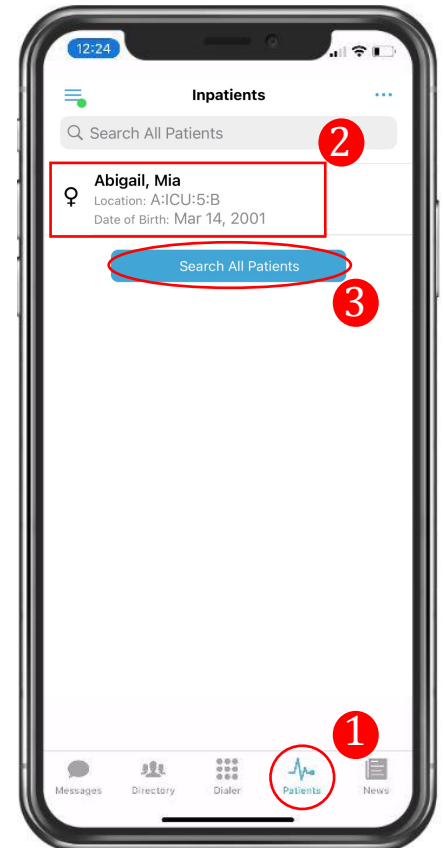 12:24
Inpatients
Search All Patients
2
Abigail, Mia
Location: A:ICU:5:B
Date of Birth: Mar 14, 2001
Search All Patients
3
1
Messages Directory Dialer Patients News